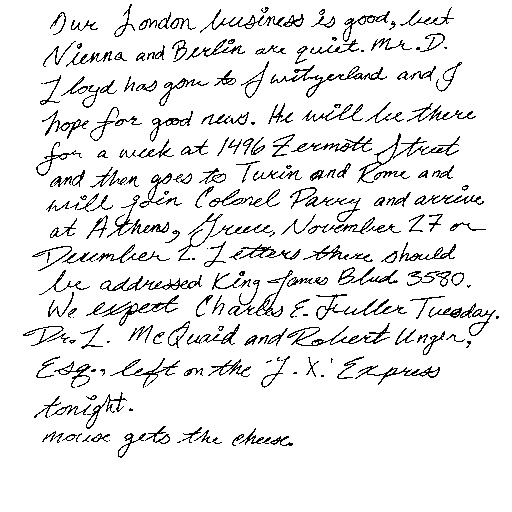 Our London business is good, but
Vienna and Berlin are quiet. Mr. D.
Lloyd has gone to Switzerland and I
hope for good news. He will be there
for a week at 1496 Zermott Street
and then goes to Turin and Rome and
will join Colonel Parry and arrive
at Athens, Greece, November 27 or
December 2. Letters there should
be addressed King James Blvd. 3580.
We expect Charles E. Fuller Tuesday.
Dr. L. McQuaid and Robert Unger,
Esq., left on the 'Y. X.' Express
tonight.
mouse gets the cheese.